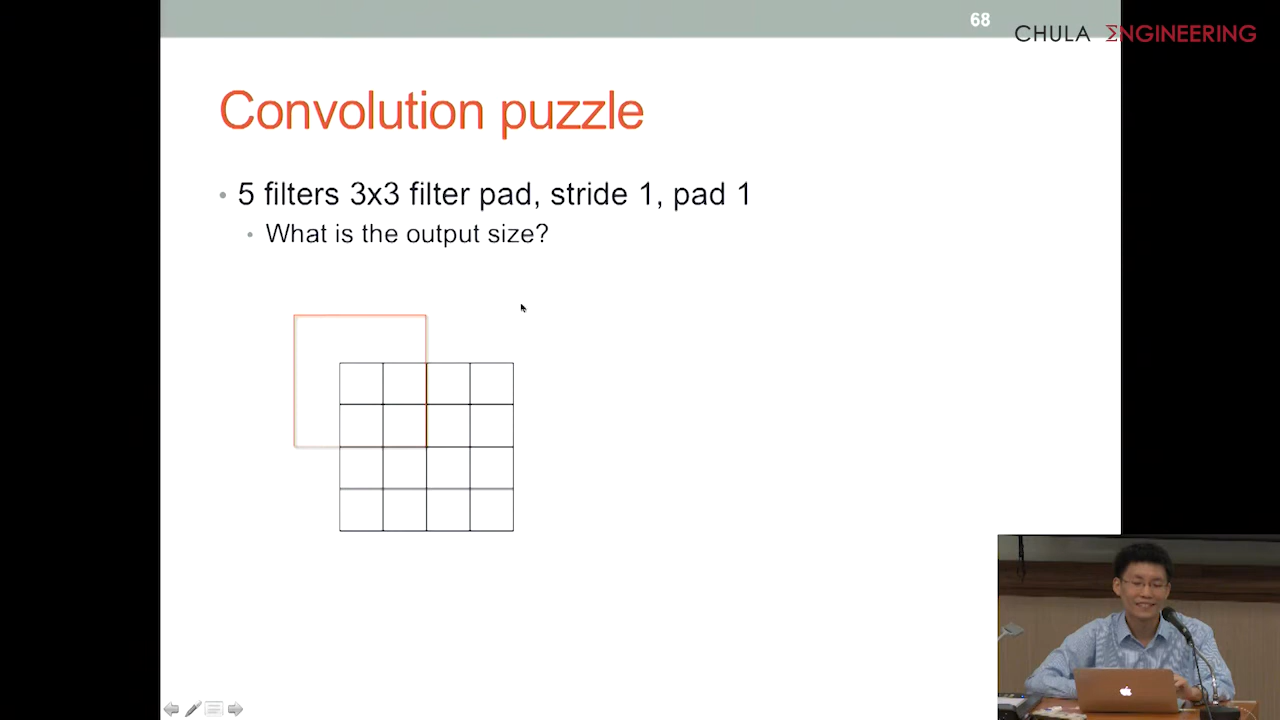 68
CHULA ΣNGINEERING
Convolution puzzle
• 5 filters 3x3 filter pad, stride 1, pad 1
• What is the output size?